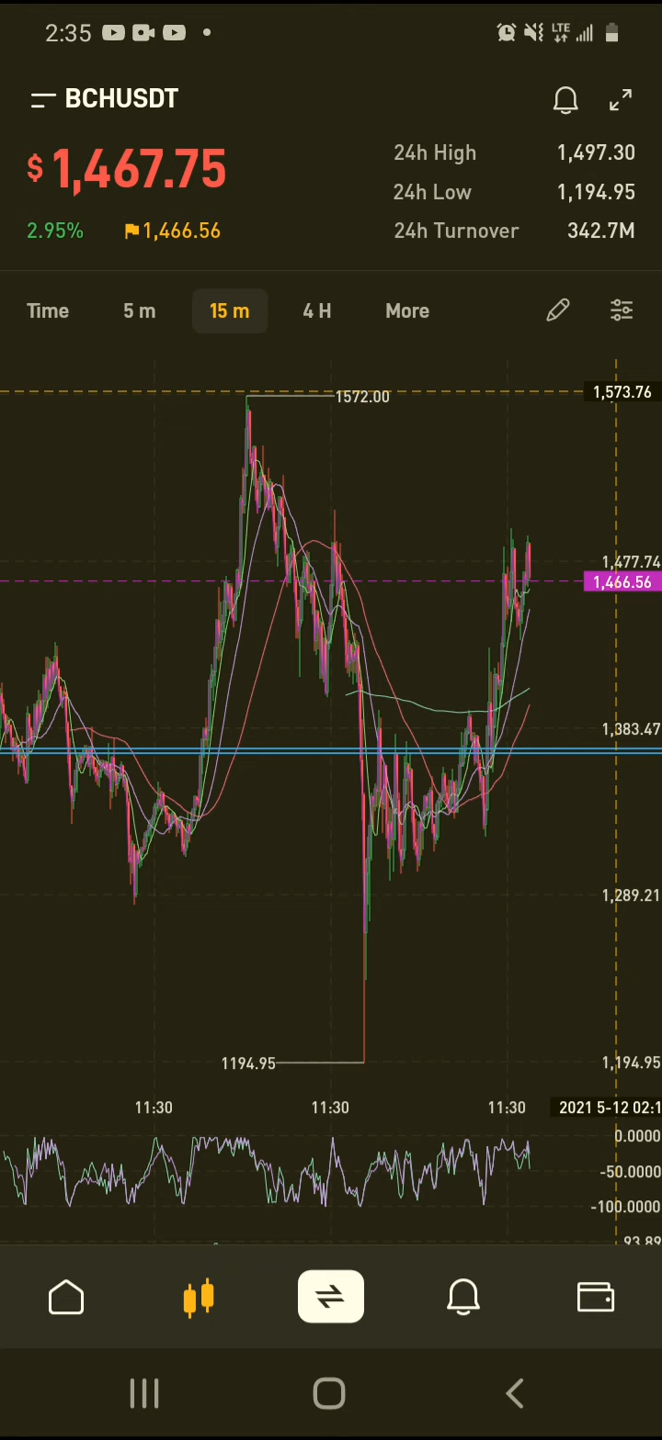 2:35
LTE
BCHUSDT
$ 1,467.75
24h High 1,497.30
24h Low 1,194.95
2.95% 1,466.56
24h Turnover 342.7M
Time 5 m 15 m 4 H More
1,573.76
1572.00
1,477.74
1,466.56
1,383.47
1,289.21
1194.95
1,194.95
11:30 11:30 11:30 2021 5-12 02:1
0.0000
-50.0000
-100.0000
93.89